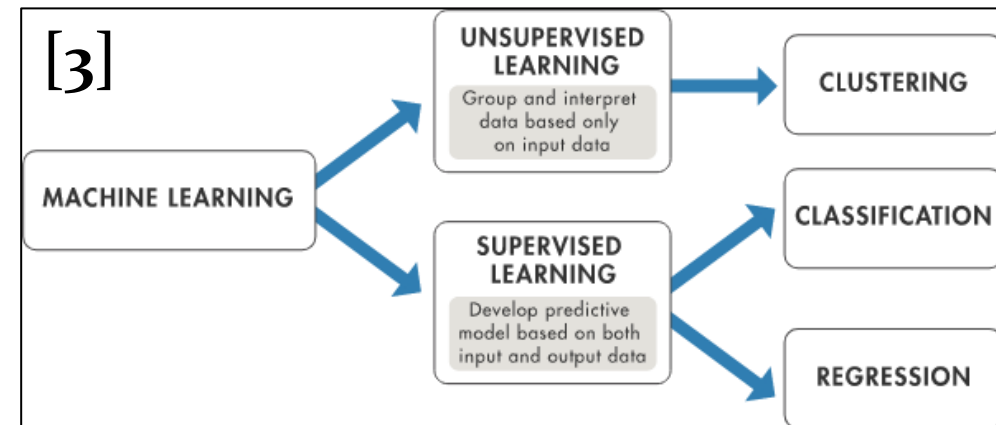 [3]
MACHINE LEARNING
UNSUPERVISED
LEARNING
Group and interpret
data based only
on input data
CLUSTERING
SUPERVISED
LEARNING
Develop predictive
model based on both
input and output data
CLASSIFICATION
REGRESSION